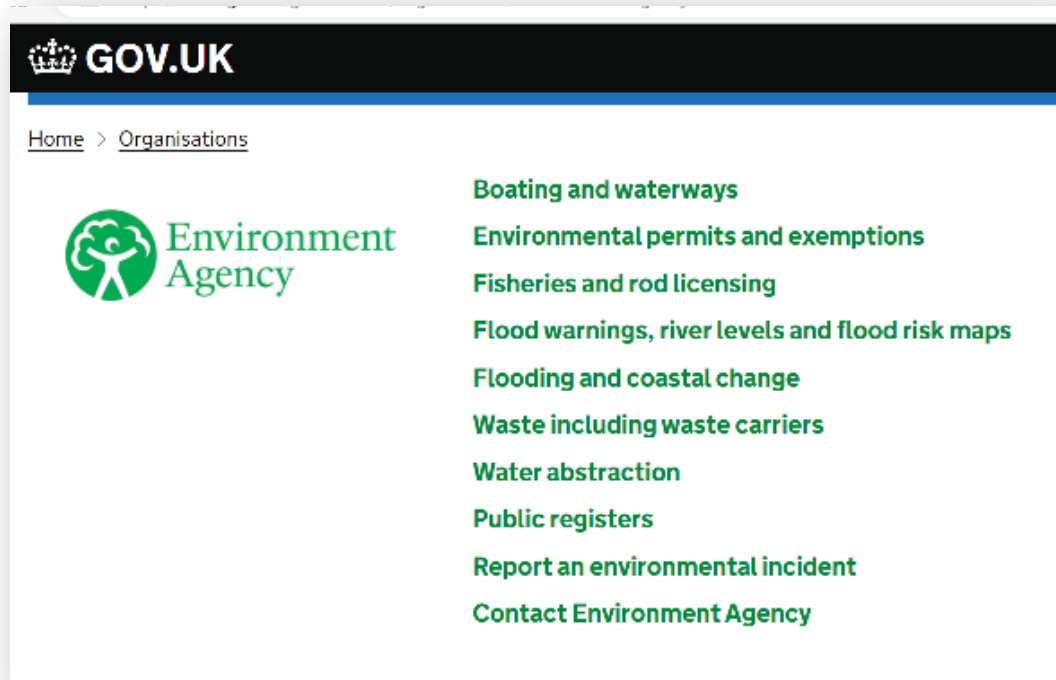 GOV.UK
Home > Organisations
Environment
Agency
Boating and waterways
Environmental permits and exemptions
Fisheries and rod licensing
Flood warnings, river levels and flood risk maps
Flooding and coastal change
Waste including waste carriers
Water abstraction
Public registers
Report an environmental incident
Contact Environment Agency